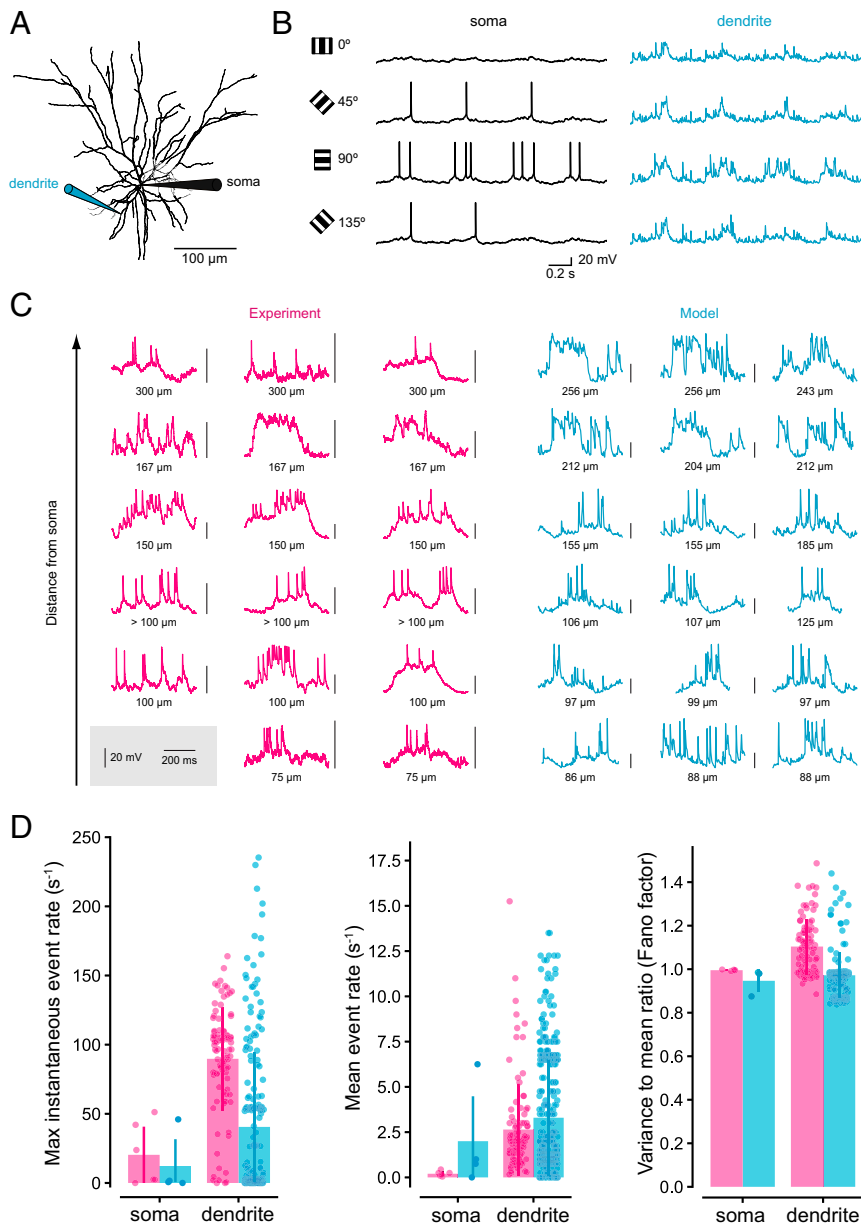 A
dendrite
soma
100 µm
B
soma
dendrite
0º
45º
90º
135º
20 mV
0.2 s
C
Experiment
Model
Distance from soma
300 µm
300 µm
300 µm
256 µm
256 µm
243 µm
167 µm
167 µm
167 µm
212 µm
204 µm
212 µm
150 µm
150 µm
150 µm
155 µm
155 µm
185 µm
> 100 µm
> 100 µm
> 100 µm
106 µm
107 µm
125 µm
100 µm
100 µm
100 µm
97 µm
99 µm
97 µm
20 mV
200 ms
75 µm
75 µm
86 µm
88 µm
88 µm
D
Max instantaneous event rate (s⁻¹)
250
200
150
100
50
0
soma
dendrite
Mean event rate (s⁻¹)
17.5
15.0
12.5
10.0
7.5
5.0
2.5
0.0
soma
dendrite
Variance to mean ratio (Fano factor)
1.4
1.2
1.0
0.8
0.6
0.4
0.2
0.0
soma
dendrite